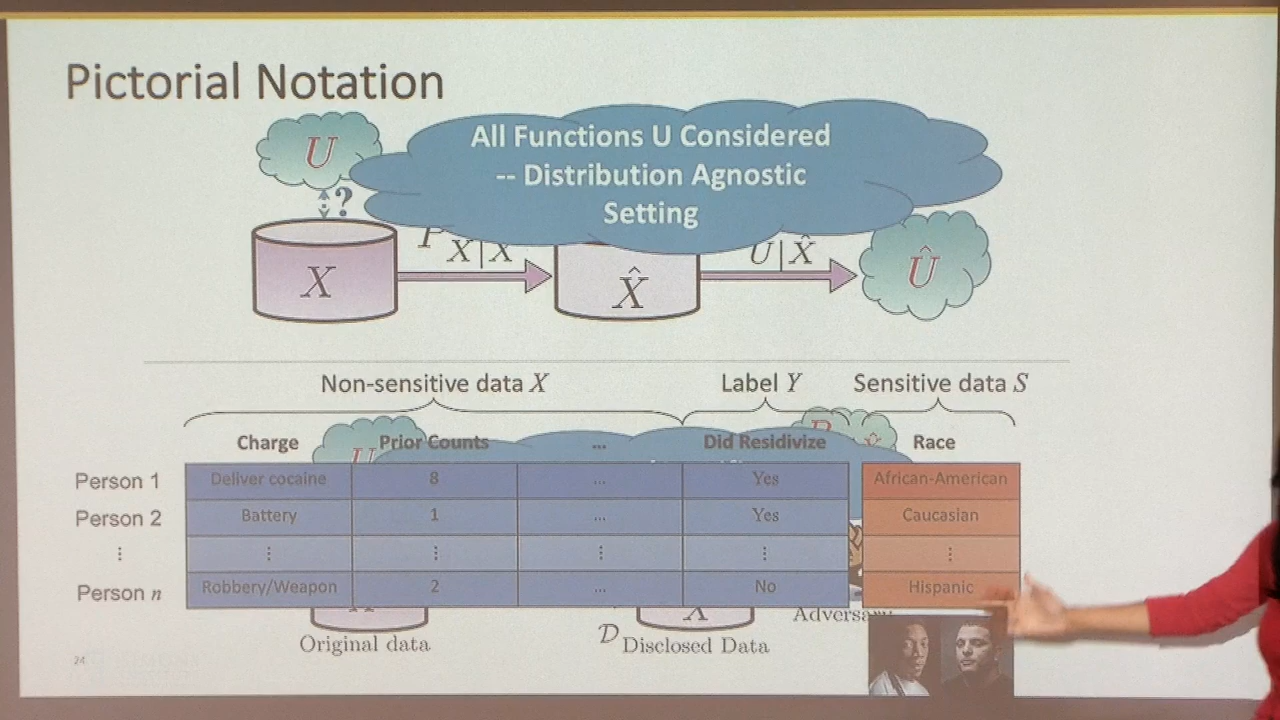 Pictorial Notation
U
All Functions U Considered
-- Distribution Agnostic
Setting
?
X
P X|X
X̂
U|X̂
Û
Non-sensitive data X
Label Y
Sensitive data S
Charge Prior Counts ... Did Residivize Race
Person 1 Deliver cocaine 8 ... Yes African-American
Person 2 Battery 1 ... Yes Caucasian
⋮ ⋮ ⋮ ⋮ ⋮ ⋮
Person n Robbery/Weapon 2 ... No Hispanic
Original data
D
Disclosed Data
24